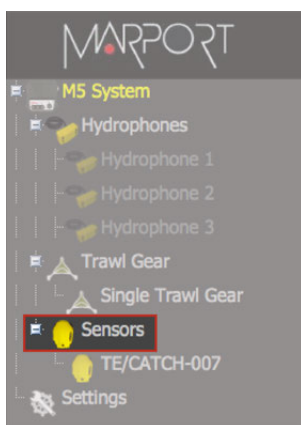 MARPORT
M5 System
Hydrophones
Hydrophone 1
Hydrophone 2
Hydrophone 3
Trawl Gear
Single Trawl Gear
Sensors
TE/CATCH-007
Settings